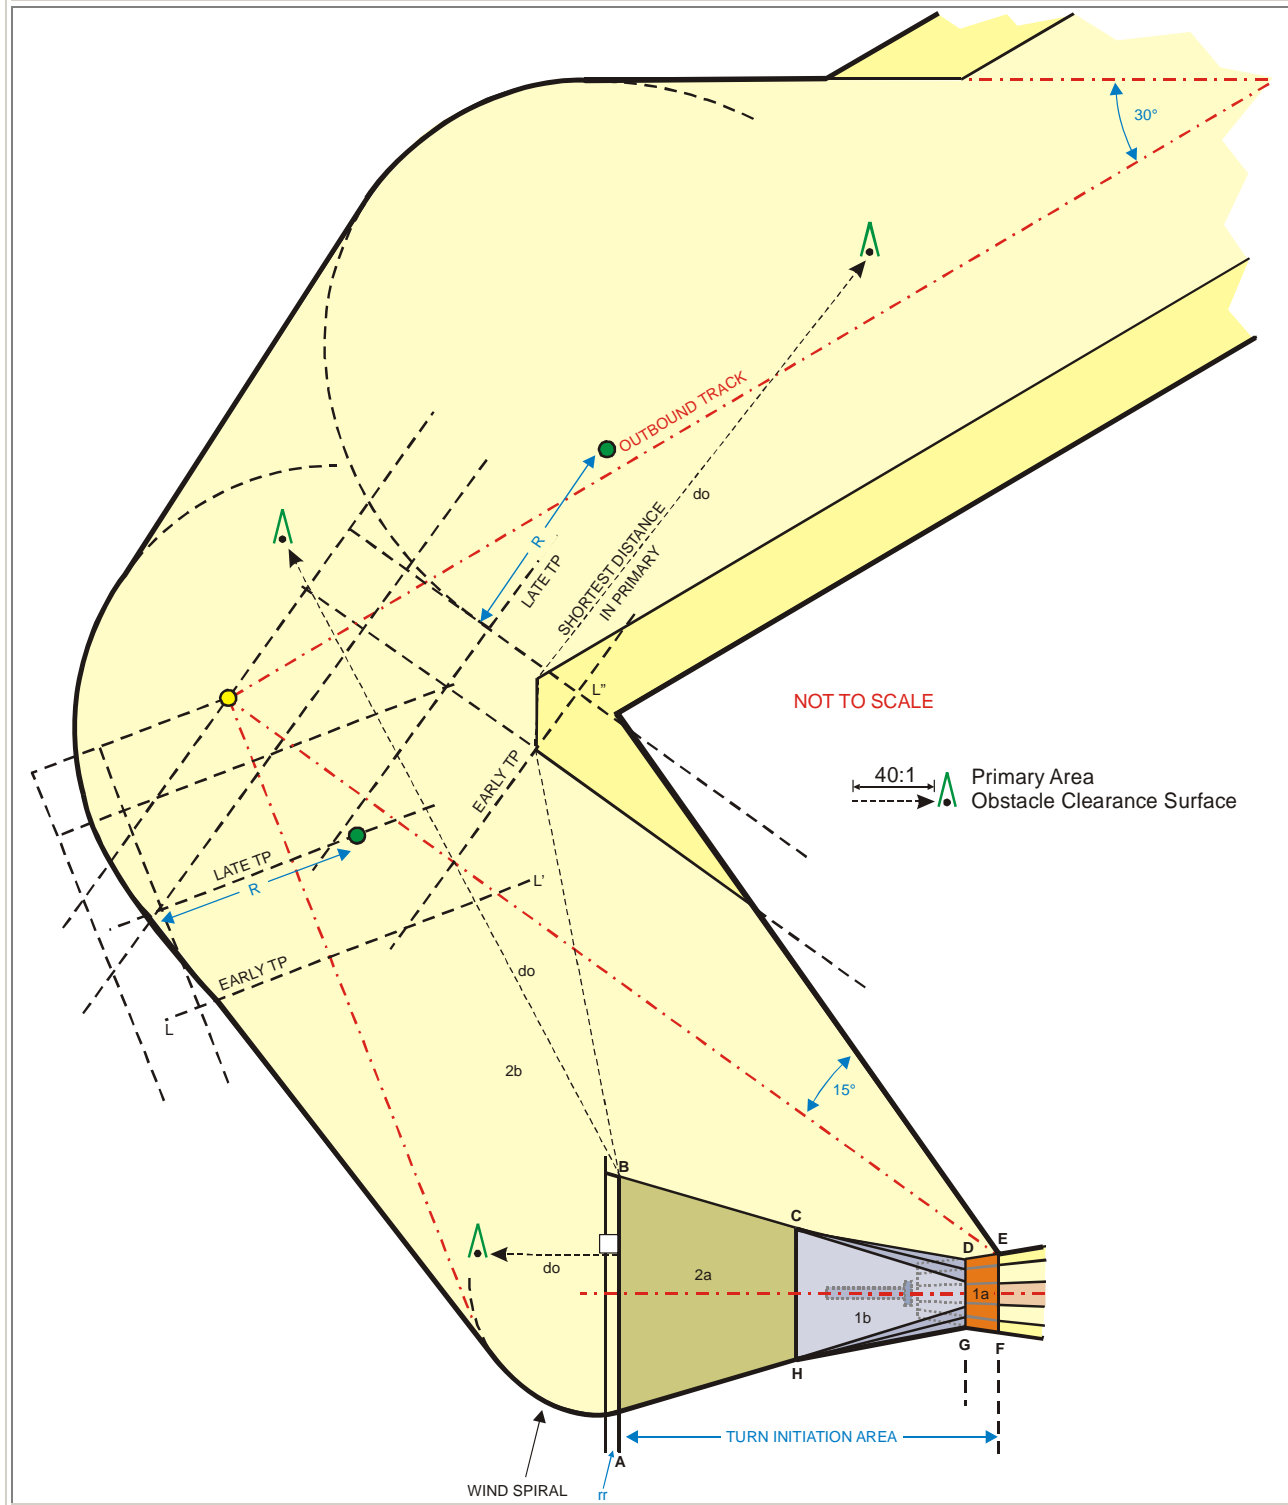 30°
OUTBOUND TRACK
do
R
LATE TP
SHORTEST DISTANCE
IN PRIMARY
L”
NOT TO SCALE
EARLY TP
40:1
Primary Area
Obstacle Clearance Surface
LATE TP
R
L’
EARLY TP
do
L
2b
15°
B
C
D
E
do
2a
1a
1b
G
F
H
TURN INITIATION AREA
A
WIND SPIRAL
rr